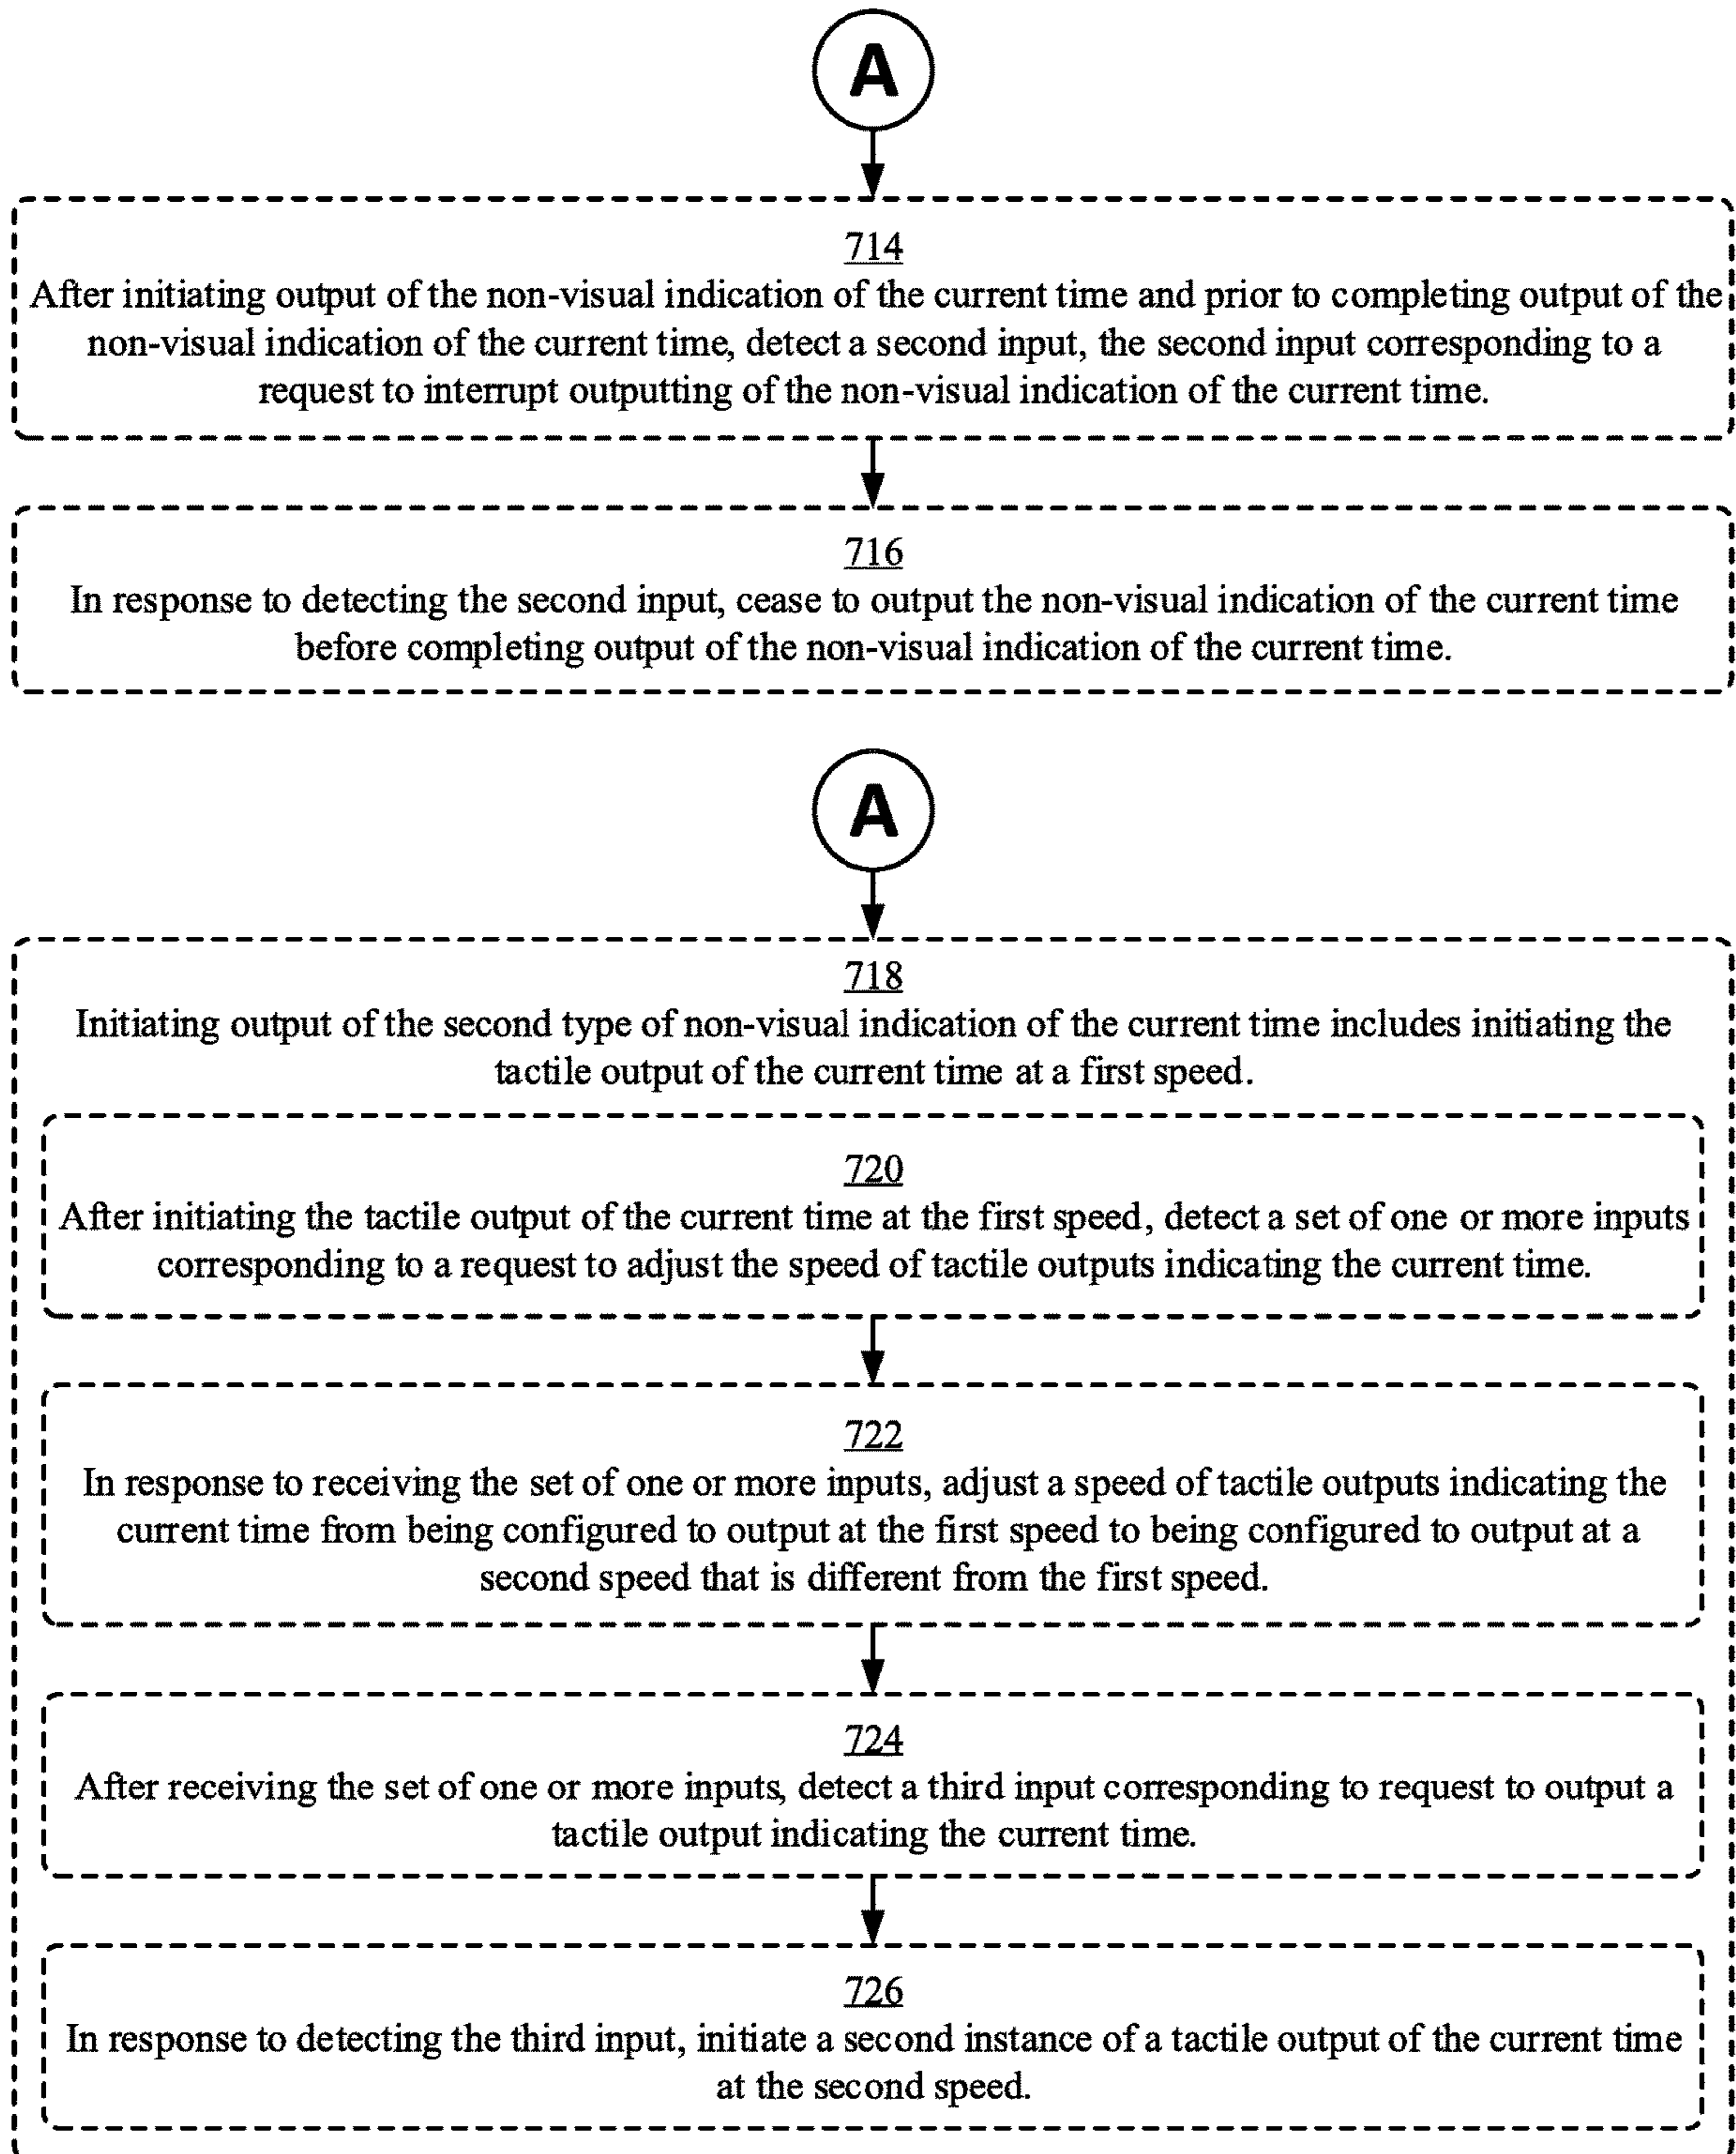 A
714
After initiating output of the non-visual indication of the current time and prior to completing output of the
non-visual indication of the current time, detect a second input, the second input corresponding to a
request to interrupt outputting of the non-visual indication of the current time.
716
In response to detecting the second input, cease to output the non-visual indication of the current time
before completing output of the non-visual indication of the current time.
A
718
Initiating output of the second type of non-visual indication of the current time includes initiating the
tactile output of the current time at a first speed.
720
After initiating the tactile output of the current time at the first speed, detect a set of one or more inputs
corresponding to a request to adjust the speed of tactile outputs indicating the current time.
722
In response to receiving the set of one or more inputs, adjust a speed of tactile outputs indicating the
current time from being configured to output at the first speed to being configured to output at a
second speed that is different from the first speed.
724
After receiving the set of one or more inputs, detect a third input corresponding to request to output a
tactile output indicating the current time.
726
In response to detecting the third input, initiate a second instance of a tactile output of the current time
at the second speed.